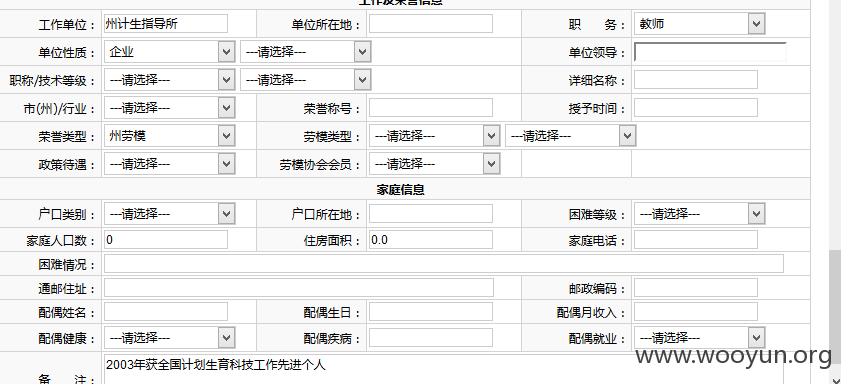 工作及荣誉信息
工作单位： 州计生指导所 单位所在地： 职 务： 教师
单位性质： 企业 ---请选择--- 单位领导：
职称/技术等级： ---请选择--- ---请选择--- 详细名称：
市(州)/行业： ---请选择--- 荣誉称号： 授予时间：
荣誉类型： 州劳模 劳模类型： ---请选择--- ---请选择---
政策待遇： ---请选择--- 劳模协会会员： ---请选择---
家庭信息
户口类别： ---请选择--- 户口所在地： 困难等级： ---请选择---
家庭人口数： 0 住房面积： 0.0 家庭电话：
困难情况：
通邮住址： 邮政编码：
配偶姓名： 配偶生日： 配偶月收入：
配偶健康： ---请选择--- 配偶疾病： 配偶就业： ---请选择---
www.wooyun.org
备 注： 2003年获全国计划生育科技工作先进个人